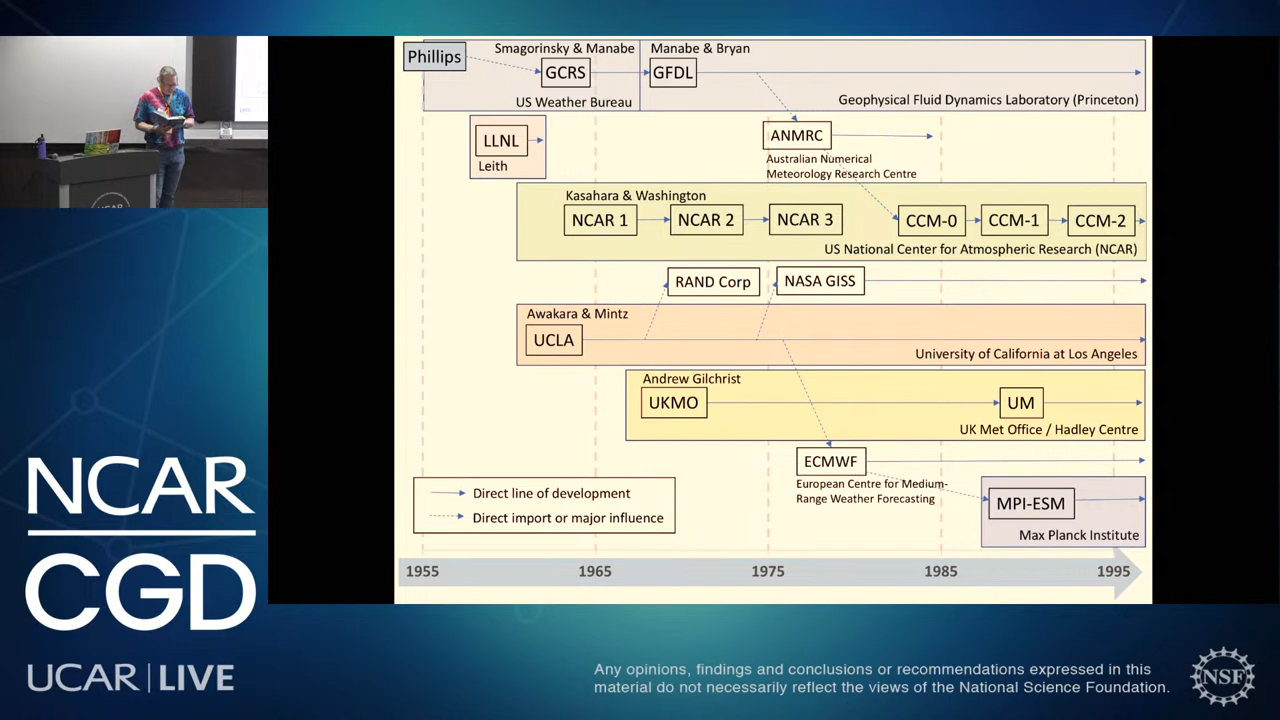 Phillips
Smagorinsky & Manabe
Manabe & Bryan
GCRS
GFDL
US Weather Bureau
Geophysical Fluid Dynamics Laboratory (Princeton)
LLNL
Leith
ANMRC
Australian Numerical
Meteorology Research Centre
Kasahara & Washington
NCAR 1
NCAR 2
NCAR 3
CCM-0
CCM-1
CCM-2
US National Center for Atmospheric Research (NCAR)
RAND Corp
NASA GISS
Awakara & Mintz
UCLA
University of California at Los Angeles
Andrew Gilchrist
UKMO
UM
UK Met Office / Hadley Centre
ECMWF
European Centre for Medium-
Range Weather Forecasting
MPI-ESM
Max Planck Institute
Direct line of development
Direct import or major influence
1955 1965 1975 1985 1995
NCAR
CGD
UCAR | LIVE
Any opinions, findings and conclusions or recommendations expressed in this
material do not necessarily reflect the views of the National Science Foundation.
NSF